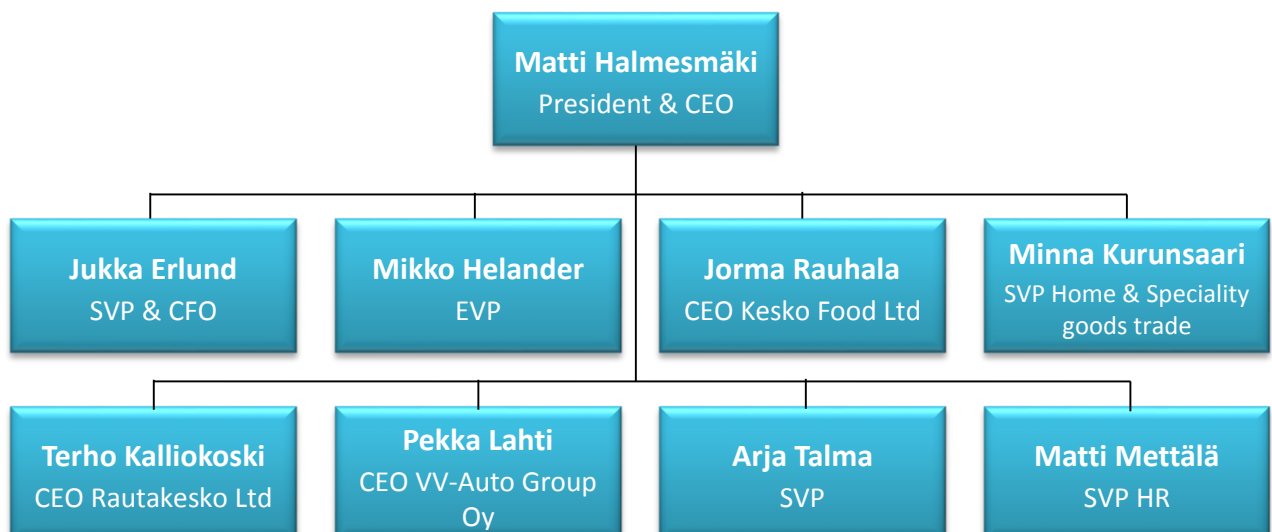 Matti Halmesmäki
President & CEO
Jukka Erlund
SVP & CFO
Mikko Helander
EVP
Jorma Rauhala
CEO Kesko Food Ltd
Minna Kurunsaari
SVP Home & Speciality
goods trade
Terho Kalliokoski
CEO Rautakesko Ltd
Pekka Lahti
CEO VV-Auto Group
Oy
Arja Talma
SVP
Matti Mettälä
SVP HR